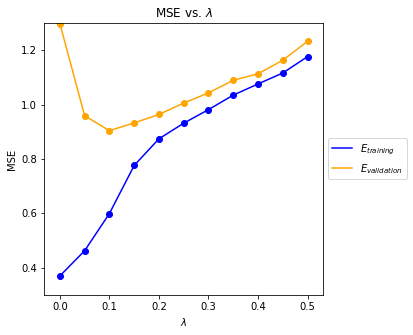 MSE vs. λ
1.2
1.0
0.8
0.6
0.4
MSE
0.0 0.1 0.2 0.3 0.4 0.5
λ
E_training
E_validation